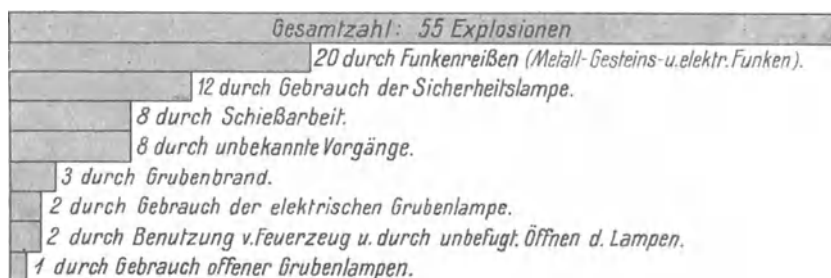 Gesamtzahl: 55 Explosionen
20 durch Funkenreißen (Metall-Gesteins-u.elektr.Funken).
12 durch Gebrauch der Sicherheitslampe.
8 durch Schießarbeit.
8 durch unbekannte Vorgänge.
3 durch Grubenbrand.
2 durch Gebrauch der elektrischen Grubenlampe.
2 durch Benutzung v.Feuerzeug u. durch unbefugt. Öffnen d. Lampen.
1 durch Gebrauch offener Grubenlampen.